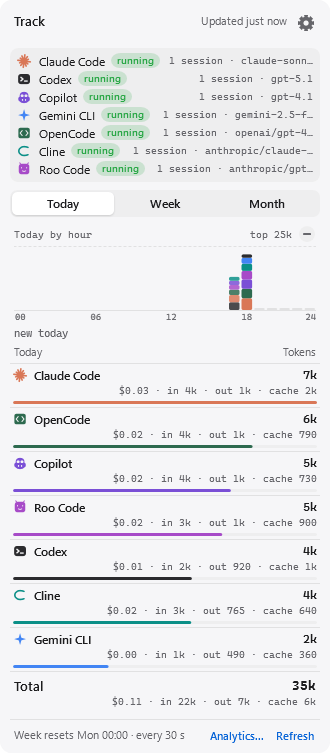 Track Updated just now
Claude Code running 1 session · claude-sonn…
Codex running 1 session · gpt-5.1
Copilot running 1 session · gpt-4.1
Gemini CLI running 1 session · gemini-2.5-f…
OpenCode running 1 session · openai/gpt-4…
Cline running 1 session · anthropic/claude-…
Roo Code running 1 session · anthropic/gpt…
Today Week Month
Today by hour top 25k −
00 06 12 18 24
new today
Today Tokens
Claude Code 7k
$0.03 · in 4k · out 1k · cache 2k
OpenCode 6k
$0.02 · in 4k · out 1k · cache 790
Copilot 5k
$0.02 · in 4k · out 1k · cache 730
Roo Code 5k
$0.02 · in 3k · out 1k · cache 900
Codex 4k
$0.01 · in 2k · out 920 · cache 1k
Cline 4k
$0.02 · in 3k · out 765 · cache 640
Gemini CLI 2k
$0.00 · in 1k · out 490 · cache 360
Total 35k
$0.11 · in 22k · out 7k · cache 6k
Week resets Mon 00:00 · every 30 s Analytics... Refresh